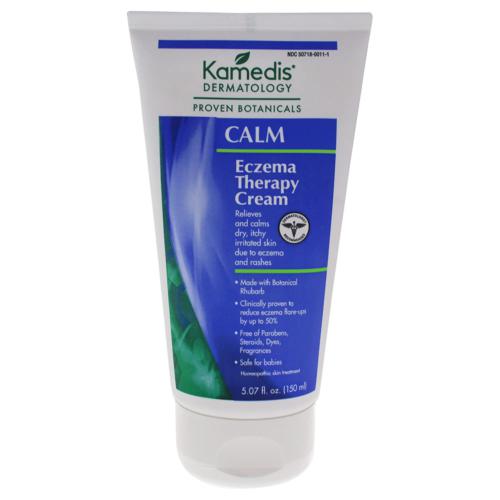 NDC 50718-0011-1
Kamedis®
DERMATOLOGY
PROVEN BOTANICALS
CALM
Eczema
Therapy
Cream
Relieves
and calms
dry, itchy
irritated skin
due to eczema
and rashes
• Made with Botanical
Rhubarb
• Clinically proven to
reduce eczema flare-ups
by up to 50%
• Free of Parabens,
Steroids, Dyes,
Fragrances
• Safe for babies
Homeopathic skin treatment
5.07 fl. oz. (150 ml)